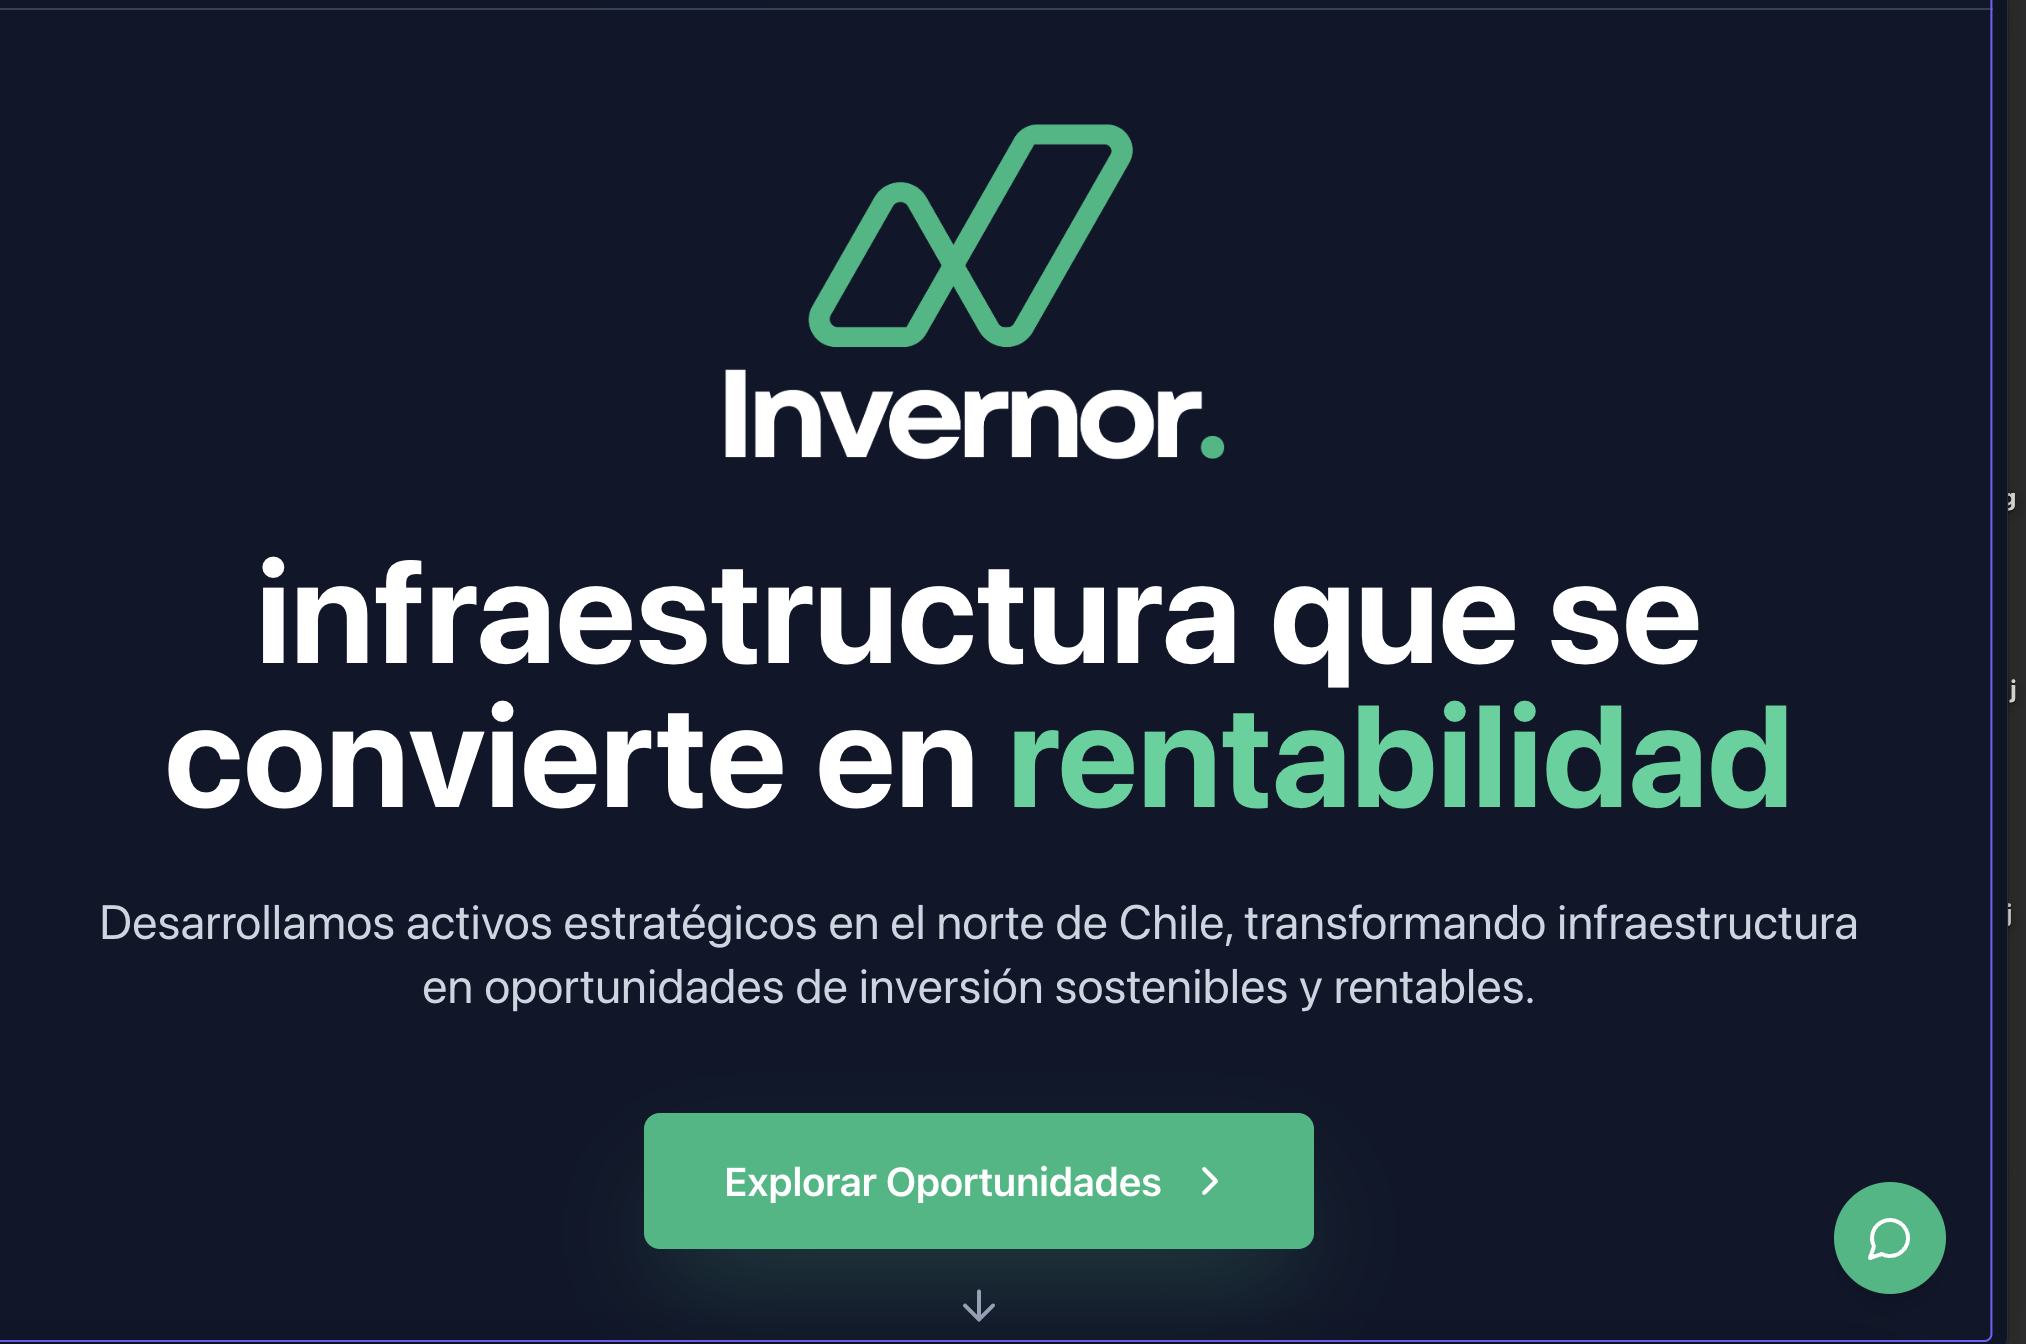 Invernor.
infraestructura que se
convierte en rentabilidad
Desarrollamos activos estratégicos en el norte de Chile, transformando infraestructura
en oportunidades de inversión sostenibles y rentables.
Explorar Oportunidades